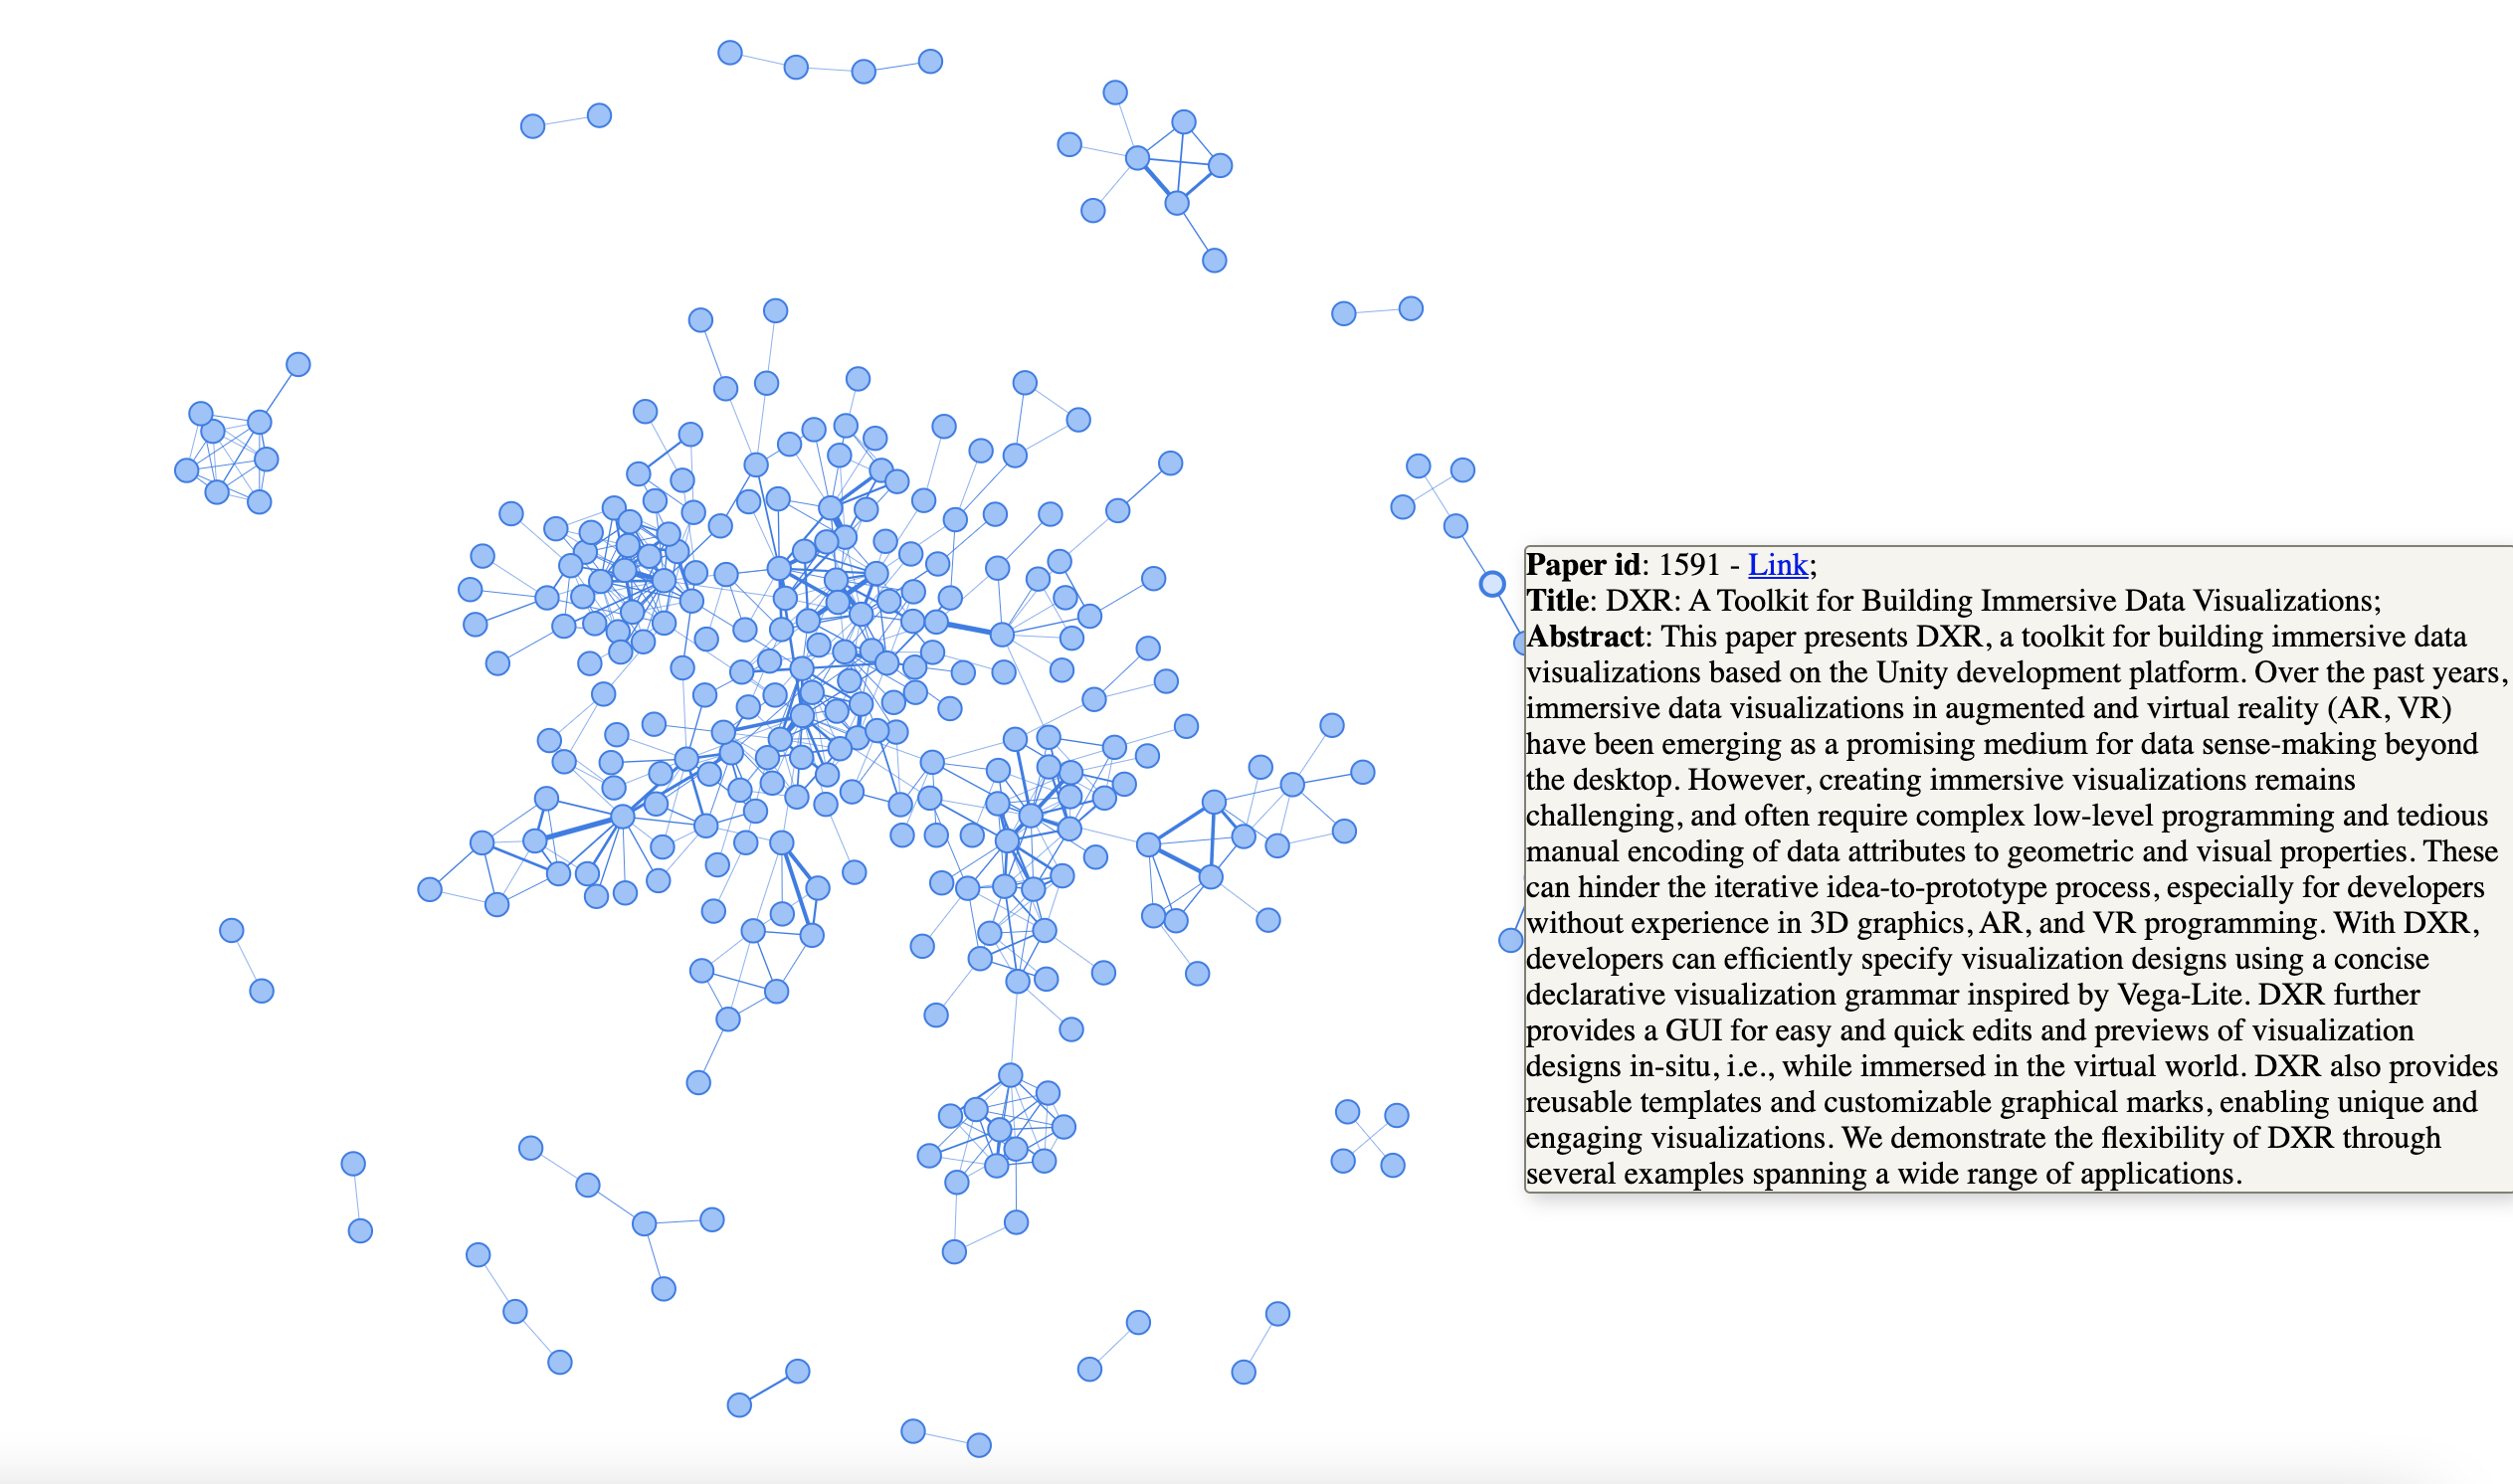 Paper id: 1591 - Link;
Title: DXR: A Toolkit for Building Immersive Data Visualizations;
Abstract: This paper presents DXR, a toolkit for building immersive data
visualizations based on the Unity development platform. Over the past years,
immersive data visualizations in augmented and virtual reality (AR, VR)
have been emerging as a promising medium for data sense-making beyond
the desktop. However, creating immersive visualizations remains
challenging, and often require complex low-level programming and tedious
manual encoding of data attributes to geometric and visual properties. These
can hinder the iterative idea-to-prototype process, especially for developers
without experience in 3D graphics, AR, and VR programming. With DXR,
developers can efficiently specify visualization designs using a concise
declarative visualization grammar inspired by Vega-Lite. DXR further
provides a GUI for easy and quick edits and previews of visualization
designs in-situ, i.e., while immersed in the virtual world. DXR also provides
reusable templates and customizable graphical marks, enabling unique and
engaging visualizations. We demonstrate the flexibility of DXR through
several examples spanning a wide range of applications.